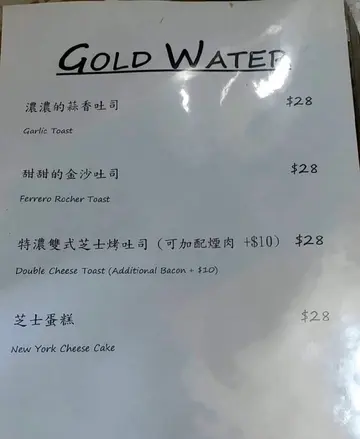 GOLD WATER
濃濃的蒜香吐司 $28
Garlic Toast
甜甜的金沙吐司 $28
Ferrero Rocher Toast
特濃雙式芝士烤吐司 (可加配煙肉 +$10) $28
Double Cheese Toast (Additional Bacon + $10)
芝士蛋糕 $28
New York Cheese Cake